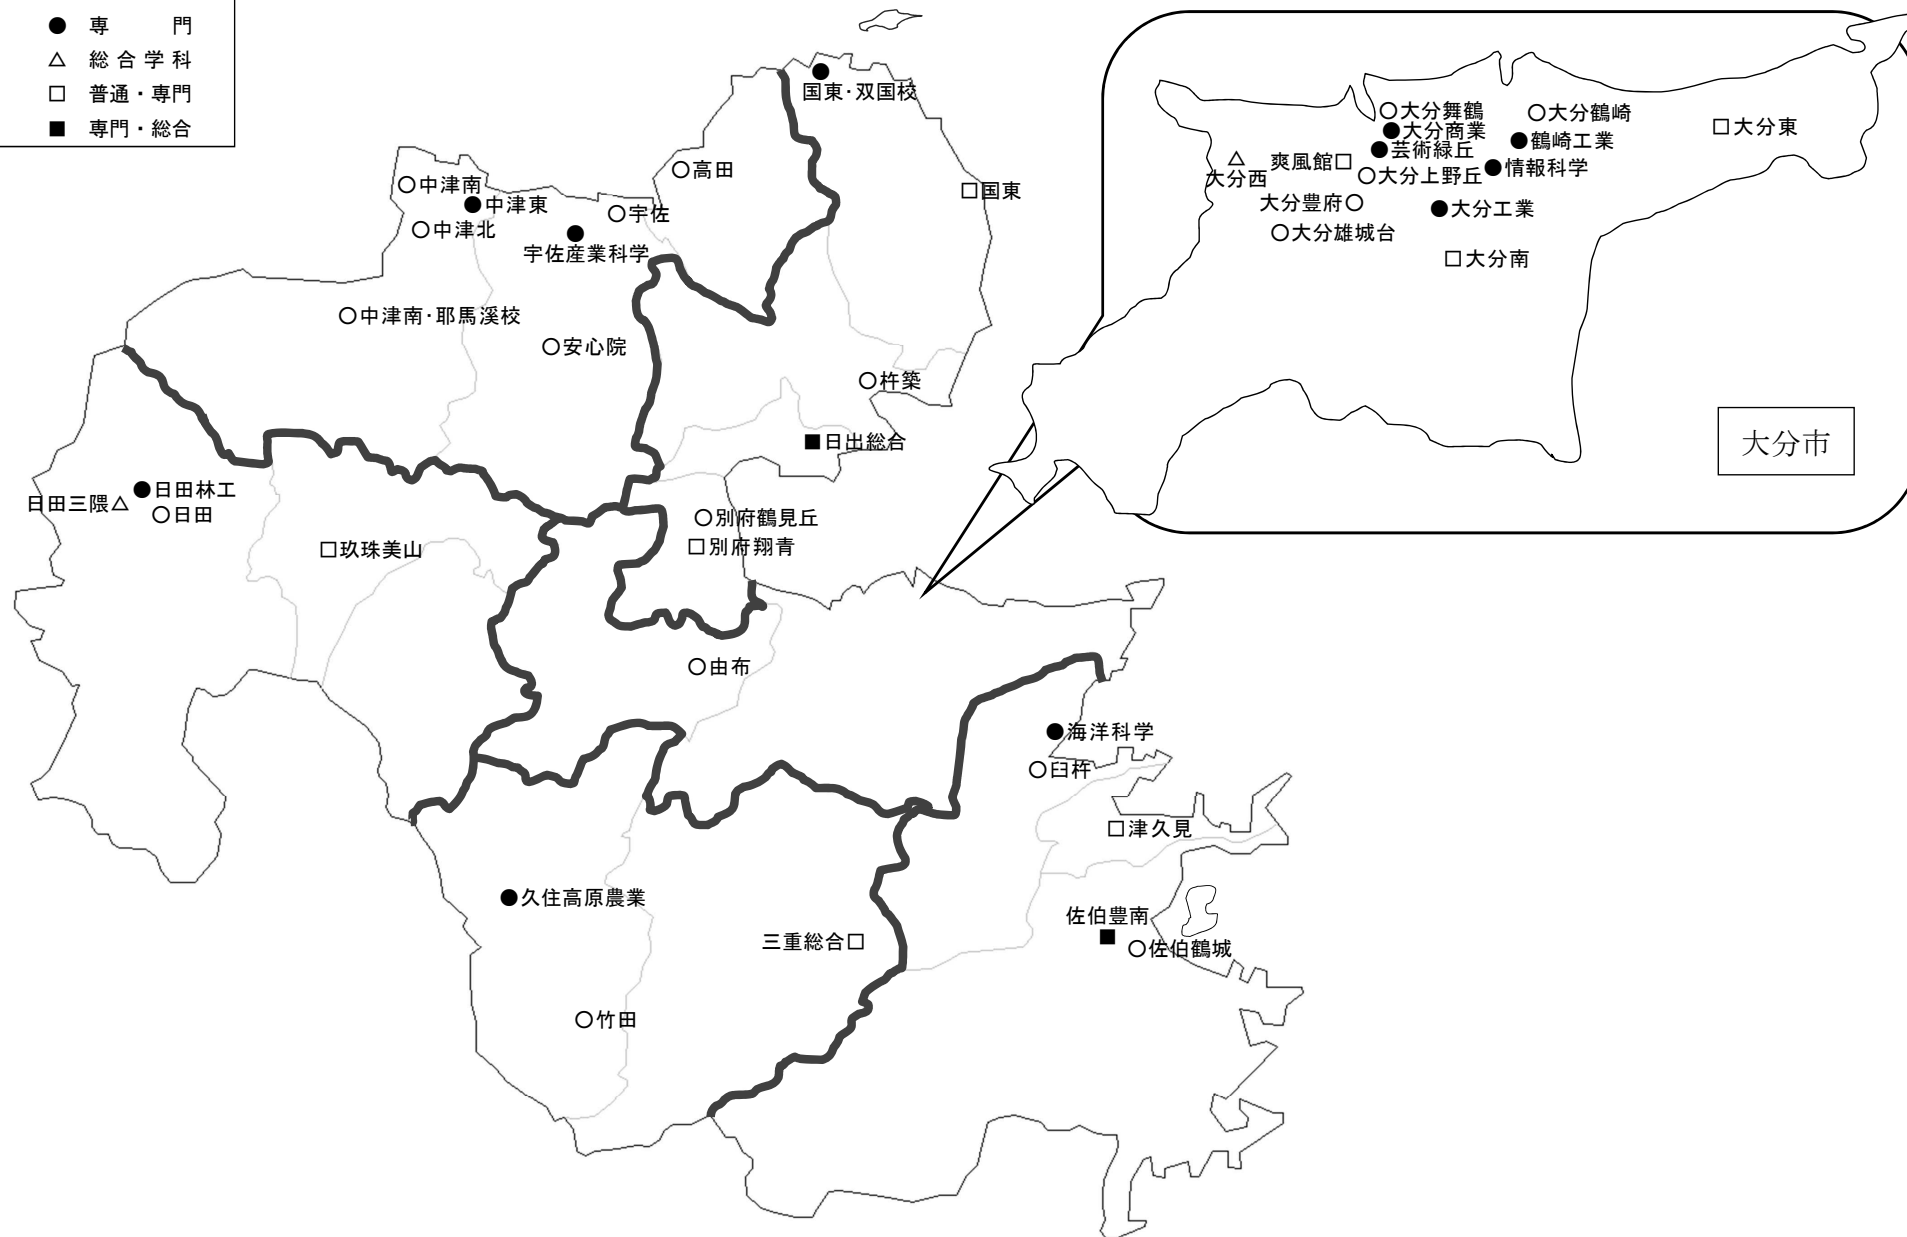 ● 専　　門
△ 総合学科
□ 普通・専門
■ 専門・総合
●
国東・双国校
○高田
□国東
○中津南
●中津東
○中津北
○宇佐
●
宇佐産業科学
○中津南・耶馬溪校
○安心院
○杵築
■日出総合
●日田林工
日田三隈△
○日田
□玖珠美山
○別府鶴見丘
□別府翔青
○由布
●海洋科学
○臼杵
□津久見
●久住高原農業
三重総合□
佐伯豊南
■
○佐伯鶴城
○竹田
○大分舞鶴
○大分鶴崎
●大分商業
●鶴崎工業
□大分東
●芸術緑丘
△
大分西
爽風館□
●情報科学
○大分上野丘
大分豊府○
●大分工業
○大分雄城台
□大分南
大分市